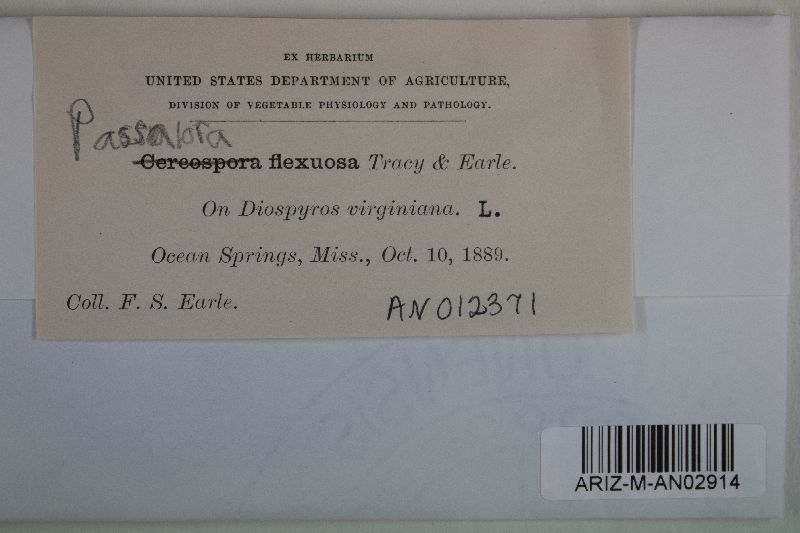 EX HERBARIUM
UNITED STATES DEPARTMENT OF AGRICULTURE,
DIVISION OF VEGETABLE PHYSIOLOGY AND PATHOLOGY.
Passalora
Cercospora flexuosa Tracy & Earle.
On Diospyros virginiana. L.
Ocean Springs, Miss., Oct. 10, 1889.
Coll. F. S. Earle.
AN012371
ARIZ-M-AN02914